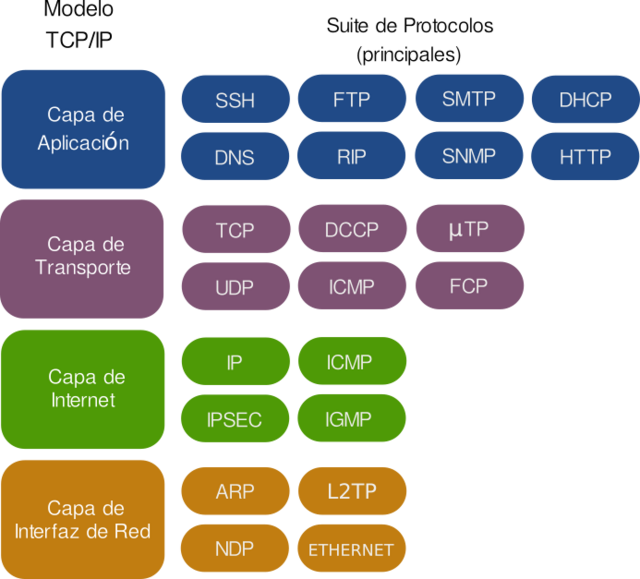 Modelo
TCP/IP
Suite de Protocolos
(principales)
Capa de
Aplicación
SSH FTP SMTP DHCP
DNS RIP SNMP HTTP
Capa de
Transporte
TCP DCCP µTP
UDP ICMP FCP
Capa de
Internet
IP ICMP
IPSEC IGMP
Capa de
Interfaz de Red
ARP L2TP
NDP ETHERNET